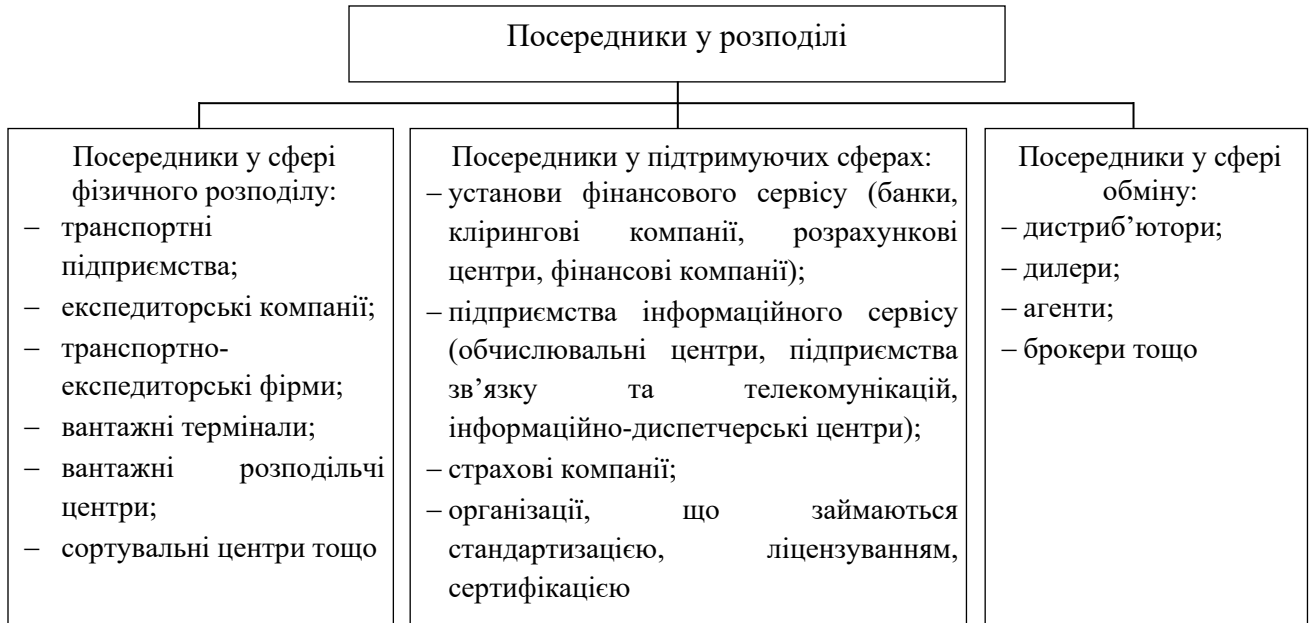 Посередники у розподілі
Посередники у сфері
фізичного розподілу:
– транспортні
підприємства;
– експедиторські компанії;
– транспортно-
експедиторські фірми;
– вантажні термінали;
– вантажні розподільчі
центри;
– сортувальні центри тощо
Посередники у підтримуючих сферах:
– установи фінансового сервісу (банки,
клірингові компанії, розрахункові
центри, фінансові компанії);
– підприємства інформаційного сервісу
(обчислювальні центри, підприємства
зв’язку та телекомунікацій,
інформаційно-диспетчерські центри);
– страхові компанії;
– організації, що займаються
стандартизацією, ліцензуванням,
сертифікацією
Посередники у сфері
обміну:
– дистриб’ютори;
– дилери;
– агенти;
– брокери тощо